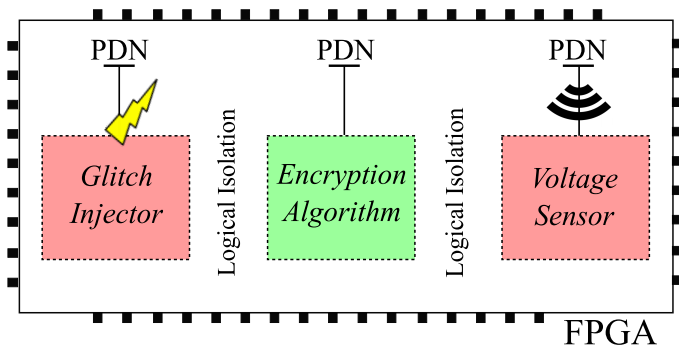 PDN
PDN
PDN
Glitch
Injector
Logical Isolation
Encryption
Algorithm
Logical Isolation
Voltage
Sensor
FPGA